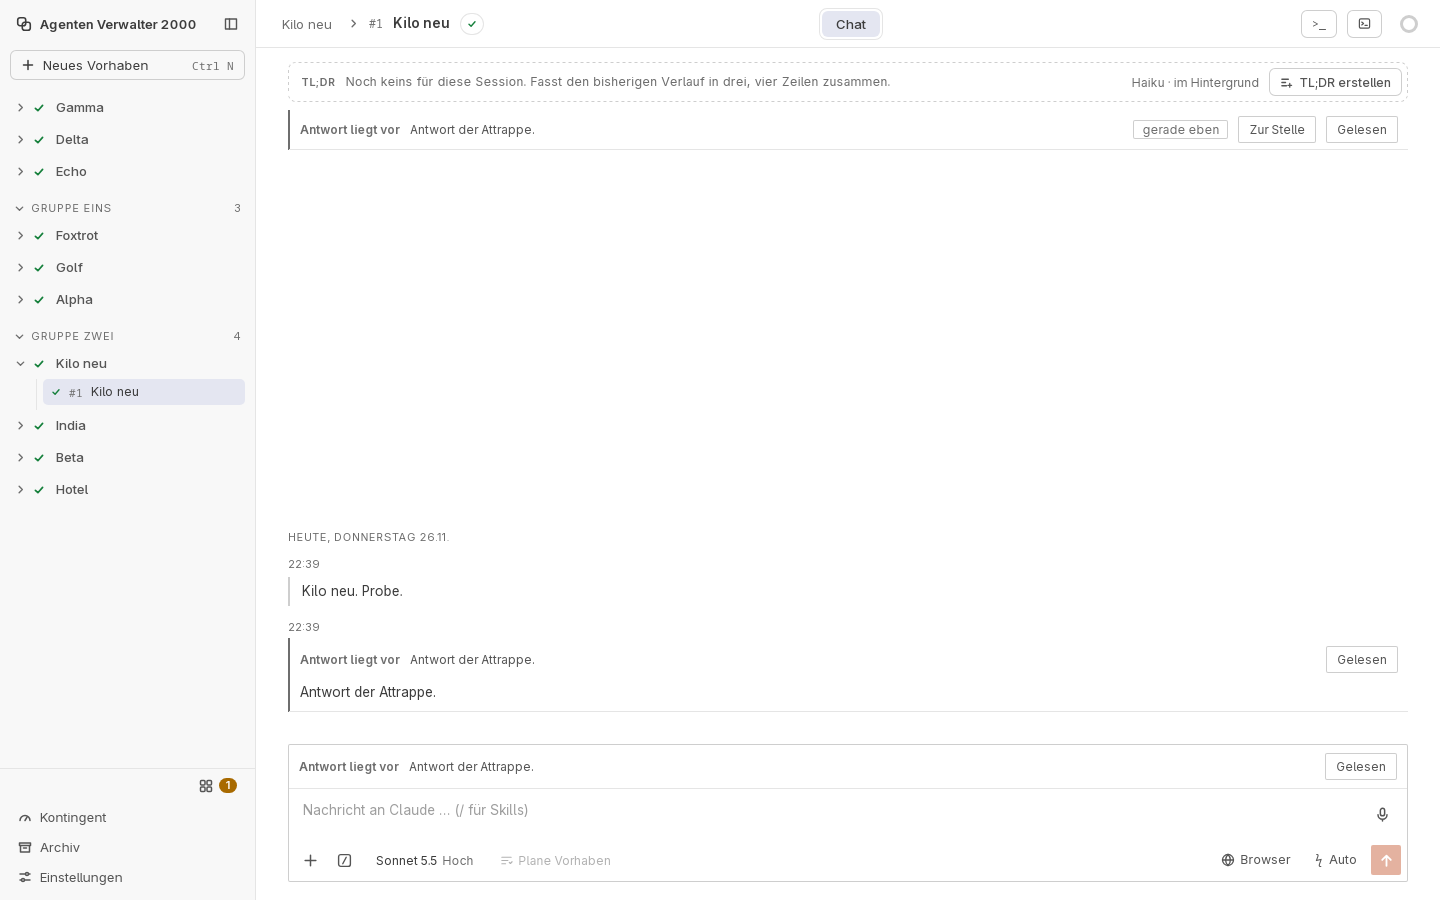 Agenten Verwalter 2000
Neues Vorhaben Ctrl N
Gamma
Delta
Echo
GRUPPE EINS 3
Foxtrot
Golf
Alpha
GRUPPE ZWEI 4
Kilo neu
#1 Kilo neu
India
Beta
Hotel
1
Kontingent
Archiv
Einstellungen
Kilo neu > #1 Kilo neu
Chat
>_
TL;DR Noch keins für diese Session. Fasst den bisherigen Verlauf in drei, vier Zeilen zusammen. Haiku · im Hintergrund TL;DR erstellen
Antwort liegt vor Antwort der Attrappe. gerade eben Zur Stelle Gelesen
HEUTE, DONNERSTAG 26.11.
22:39
Kilo neu. Probe.
22:39
Antwort liegt vor Antwort der Attrappe. Gelesen
Antwort der Attrappe.
Antwort liegt vor Antwort der Attrappe. Gelesen
Nachricht an Claude … (/ für Skills)
Sonnet 5.5 Hoch Plane Vorhaben Browser Auto